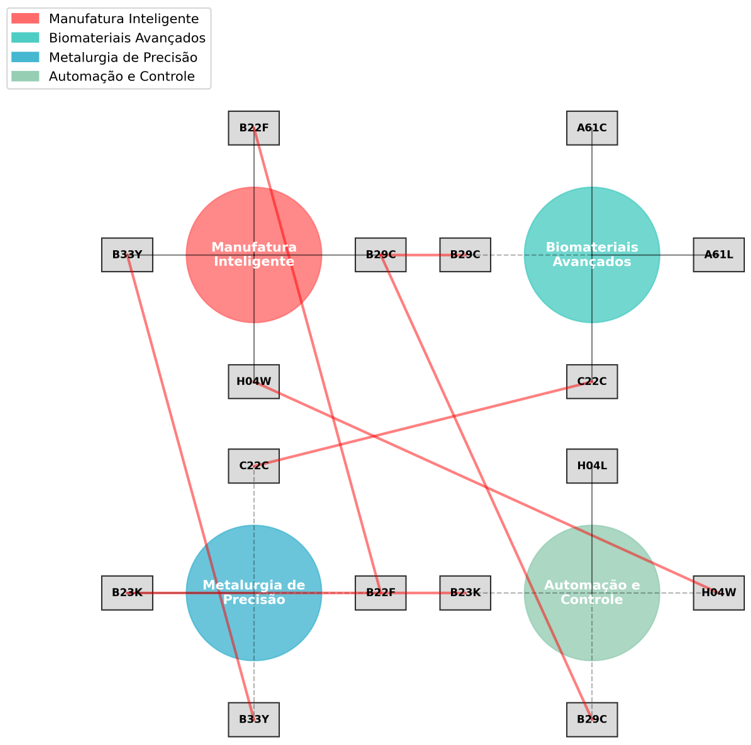 Manufatura Inteligente
Biomateriais Avançados
Metalurgia de Precisão
Automação e Controle
B22F
A61C
B33Y
Manufatura
Inteligente
B29C
B29C
Biomateriais
Avançados
A61L
H04W
C22C
C22C
H04L
B23K
Metalurgia de
Precisão
B22F
B23K
Automação e
Controle
H04W
B33Y
B29C